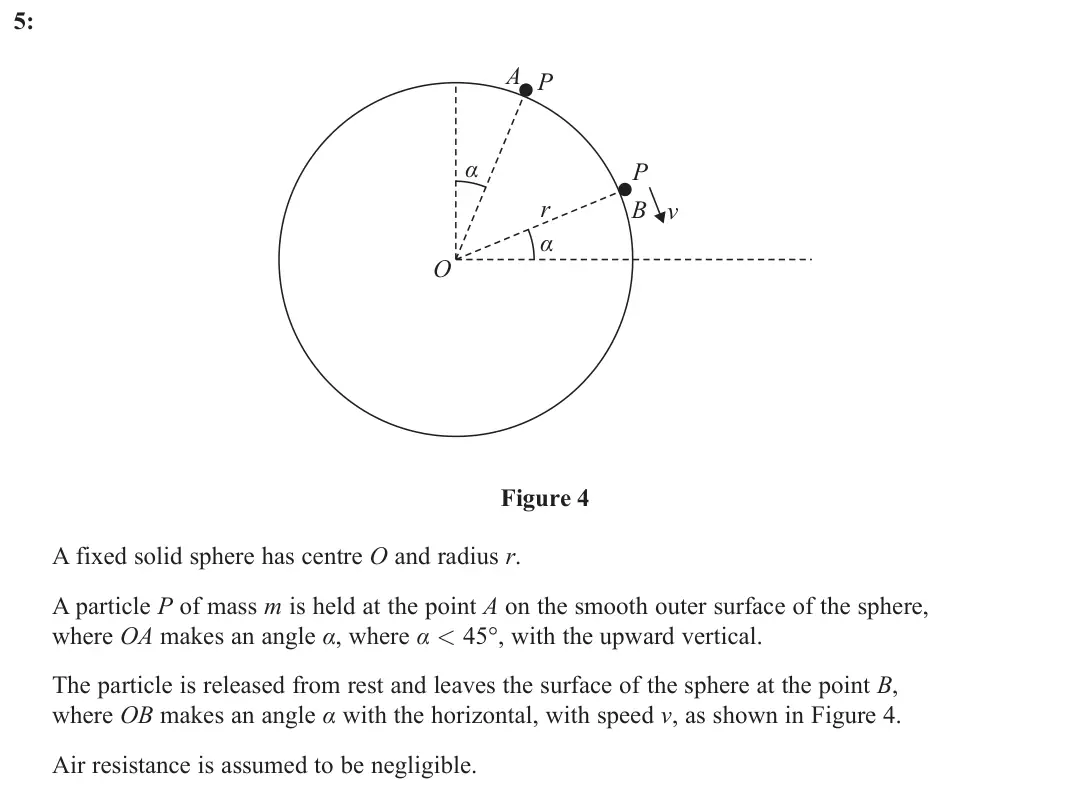 5:
A P
α
P
r B v
α
O
Figure 4
A fixed solid sphere has centre O and radius r.
A particle P of mass m is held at the point A on the smooth outer surface of the sphere,
where OA makes an angle α, where α < 45°, with the upward vertical.
The particle is released from rest and leaves the surface of the sphere at the point B,
where OB makes an angle α with the horizontal, with speed v, as shown in Figure 4.
Air resistance is assumed to be negligible.